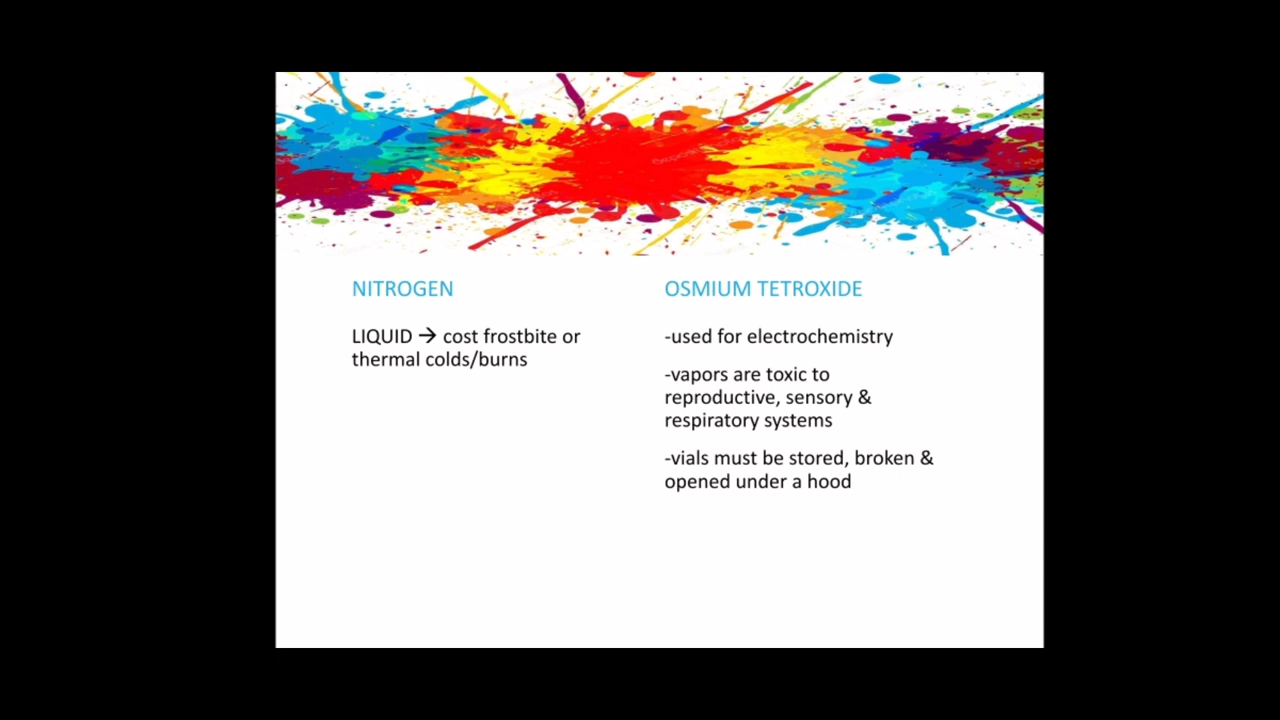 NITROGEN
LIQUID → cost frostbite or
thermal colds/burns
OSMIUM TETROXIDE
-used for electrochemistry
-vapors are toxic to
reproductive, sensory &
respiratory systems
-vials must be stored, broken &
opened under a hood